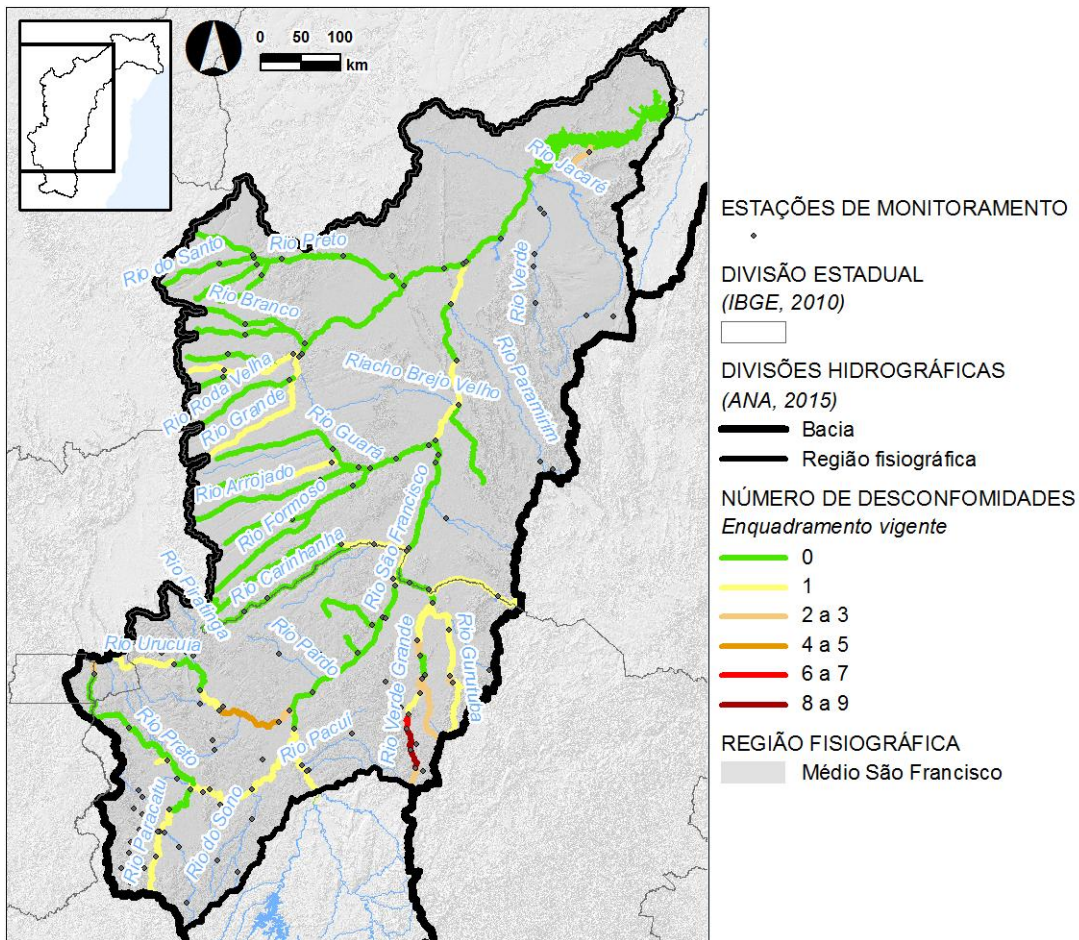 0 50 100
km
Rio Jacaré
Rio Preto
Rio do Santo
Rio Verde
Rio Branco
Rio Paramirim
Riacho Brejo Velho
Rio Roda Velha
Rio Grande
Rio Guará
Rio Arrojado
Rio São Francisco
Rio Formoso
Rio Carinhanha
Rio Piratinga
Rio Pardo
Rio Urucuia
Rio Verde Grande
Rio Gurutuba
Rio Preto
Rio Pacuí
Rio Paracatu
Rio do Sono
ESTAÇÕES DE MONITORAMENTO
DIVISÃO ESTADUAL
(IBGE, 2010)
DIVISÕES HIDROGRÁFICAS
(ANA, 2015)
Bacia
Região fisiográfica
NÚMERO DE DESCONFOMIDADES
Enquadramento vigente
0
1
2 a 3
4 a 5
6 a 7
8 a 9
REGIÃO FISIOGRÁFICA
Médio São Francisco